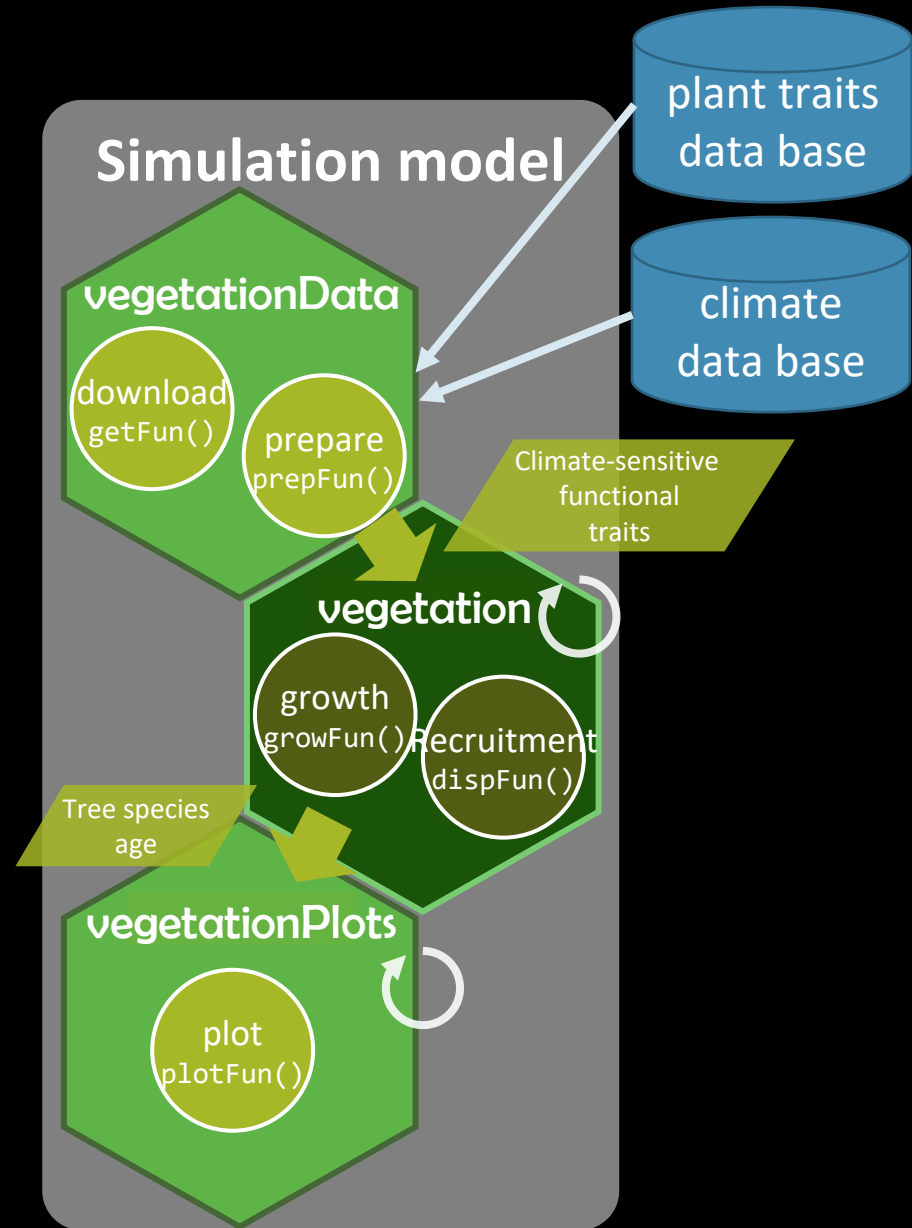 plant traits
data base
Simulation model
climate
data base
vegetationData
download
getFun()
prepare
prepFun()
Climate-sensitive
functional
traits
vegetation
growth
growFun()
Recruitment
dispFun()
Tree species
age
vegetationPlots
plot
plotFun()